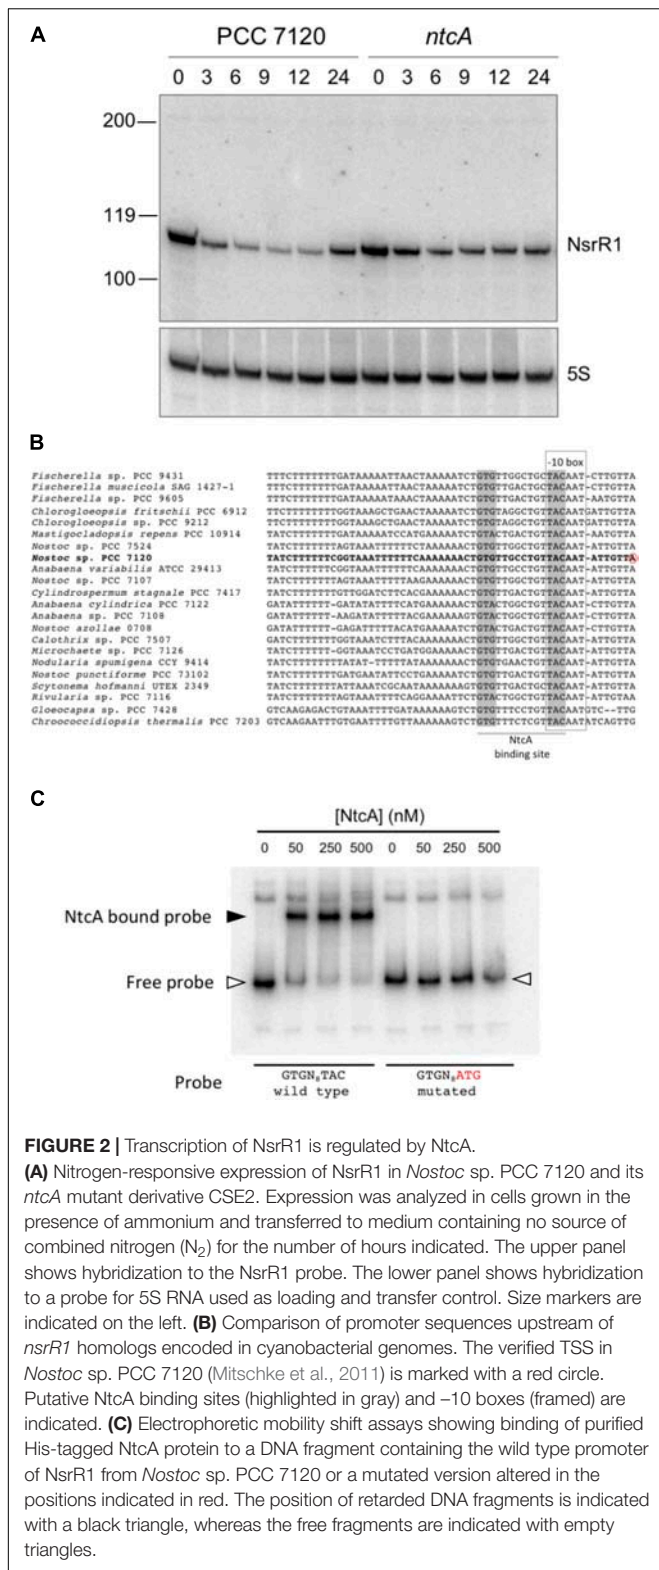 A
PCC 7120 ntcA
0 3 6 9 12 24 0 3 6 9 12 24
200
119
NsrR1
100
5S
B
-10 box
Fischerella sp. PCC 9431
Fischerella muscicola SAG 1427-1
Fischerella sp. PCC 9605
Chlorogloeopsis fritschii PCC 6912
Chlorogloeopsis sp. PCC 9212
Mastigocladopsis repens PCC 10914
Nostoc sp. PCC 7524
Nostoc sp. PCC 7120
Anabaena variabilis ATCC 29413
Nostoc sp. PCC 7107
Cylindrospermum stagnale PCC 7417
Anabaena cylindrica PCC 7122
Anabaena sp. PCC 7108
Nostoc azollae 0708
Calothrix sp. PCC 7507
Microchaete sp. PCC 7126
Nodularia spumigena CCY 9414
Nostoc punctiforme PCC 73102
Scytonema hofmanni UTEX 2349
Rivularia sp. PCC 7116
Gloeocapsa sp. PCC 7428
Chroococcidiopsis thermalis PCC 7203
NtcA
binding site
C
[NtcA] (nM)
0 50 250 500 0 50 250 500
NtcA bound probe
Free probe
Probe
GTGN₈TAC GTGN₈ATG
wild type mutated
FIGURE 2 | Transcription of NsrR1 is regulated by NtcA.
(A) Nitrogen-responsive expression of NsrR1 in Nostoc sp. PCC 7120 and its
ntcA mutant derivative CSE2. Expression was analyzed in cells grown in the
presence of ammonium and transferred to medium containing no source of
combined nitrogen (N₂) for the number of hours indicated. The upper panel
shows hybridization to the NsrR1 probe. The lower panel shows hybridization
to a probe for 5S RNA used as loading and transfer control. Size markers are
indicated on the left. (B) Comparison of promoter sequences upstream of
nsrR1 homologs encoded in cyanobacterial genomes. The verified TSS in
Nostoc sp. PCC 7120 (Mitschke et al., 2011) is marked with a red circle.
Putative NtcA binding sites (highlighted in gray) and –10 boxes (framed) are
indicated. (C) Electrophoretic mobility shift assays showing binding of purified
His-tagged NtcA protein to a DNA fragment containing the wild type promoter
of NsrR1 from Nostoc sp. PCC 7120 or a mutated version altered in the
positions indicated in red. The position of retarded DNA fragments is indicated
with a black triangle, whereas the free fragments are indicated with empty
triangles.